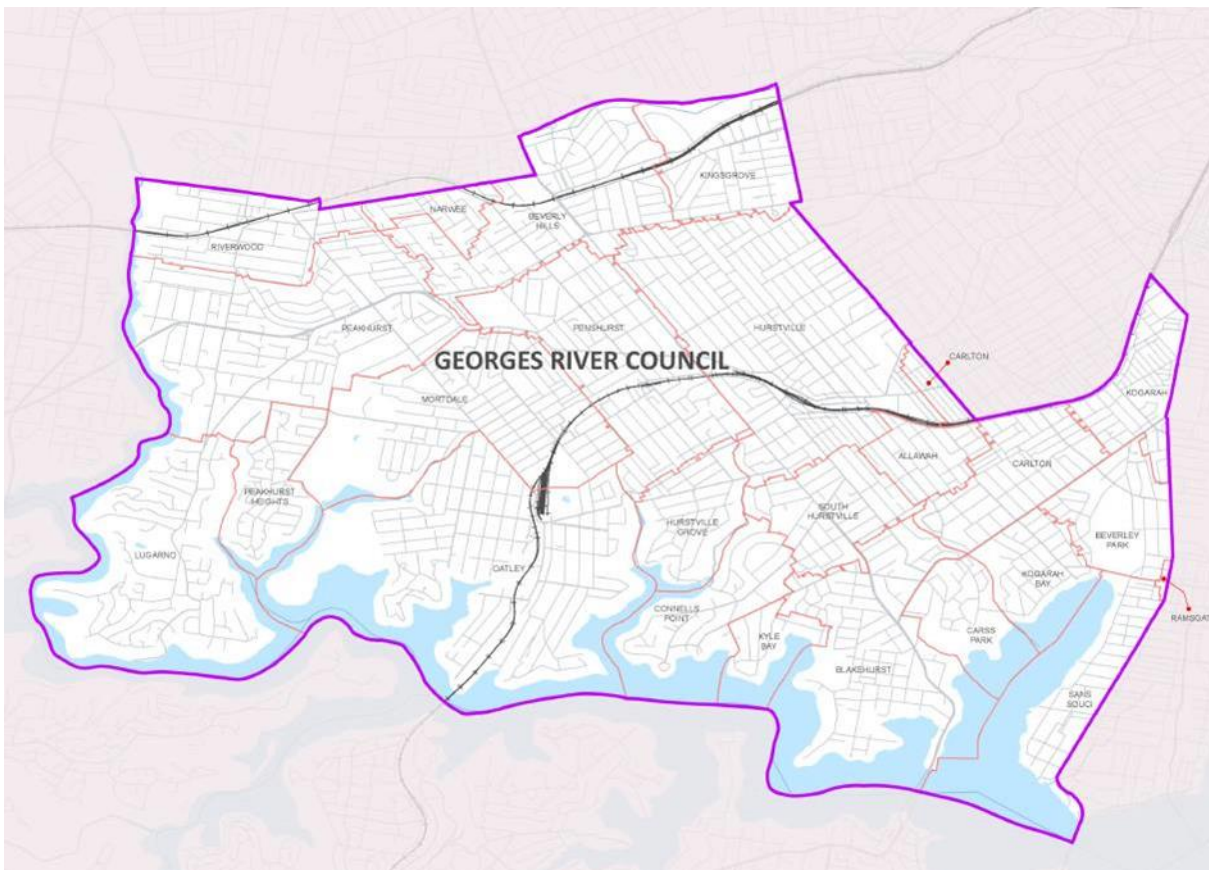 KINGSGROVE
NARWEE
BEVERLY
HILLS
RIVERWOOD
PEAKHURST
PENSHURST
HURSTVILLE
GEORGES RIVER COUNCIL
CARLTON
KOGARAH
MORTDALE
ALLAWAH
CARLTON
PEAKHURST
HEIGHTS
HURSTVILLE
GROVE
SOUTH
HURSTVILLE
BEVERLEY
PARK
LUGARNO
OATLEY
KOGARAH
BAY
CONNELLS
POINT
RAMSGAT
KYLE
BAY
CARSS
PARK
BLAKEHURST
SANS
SOUCI